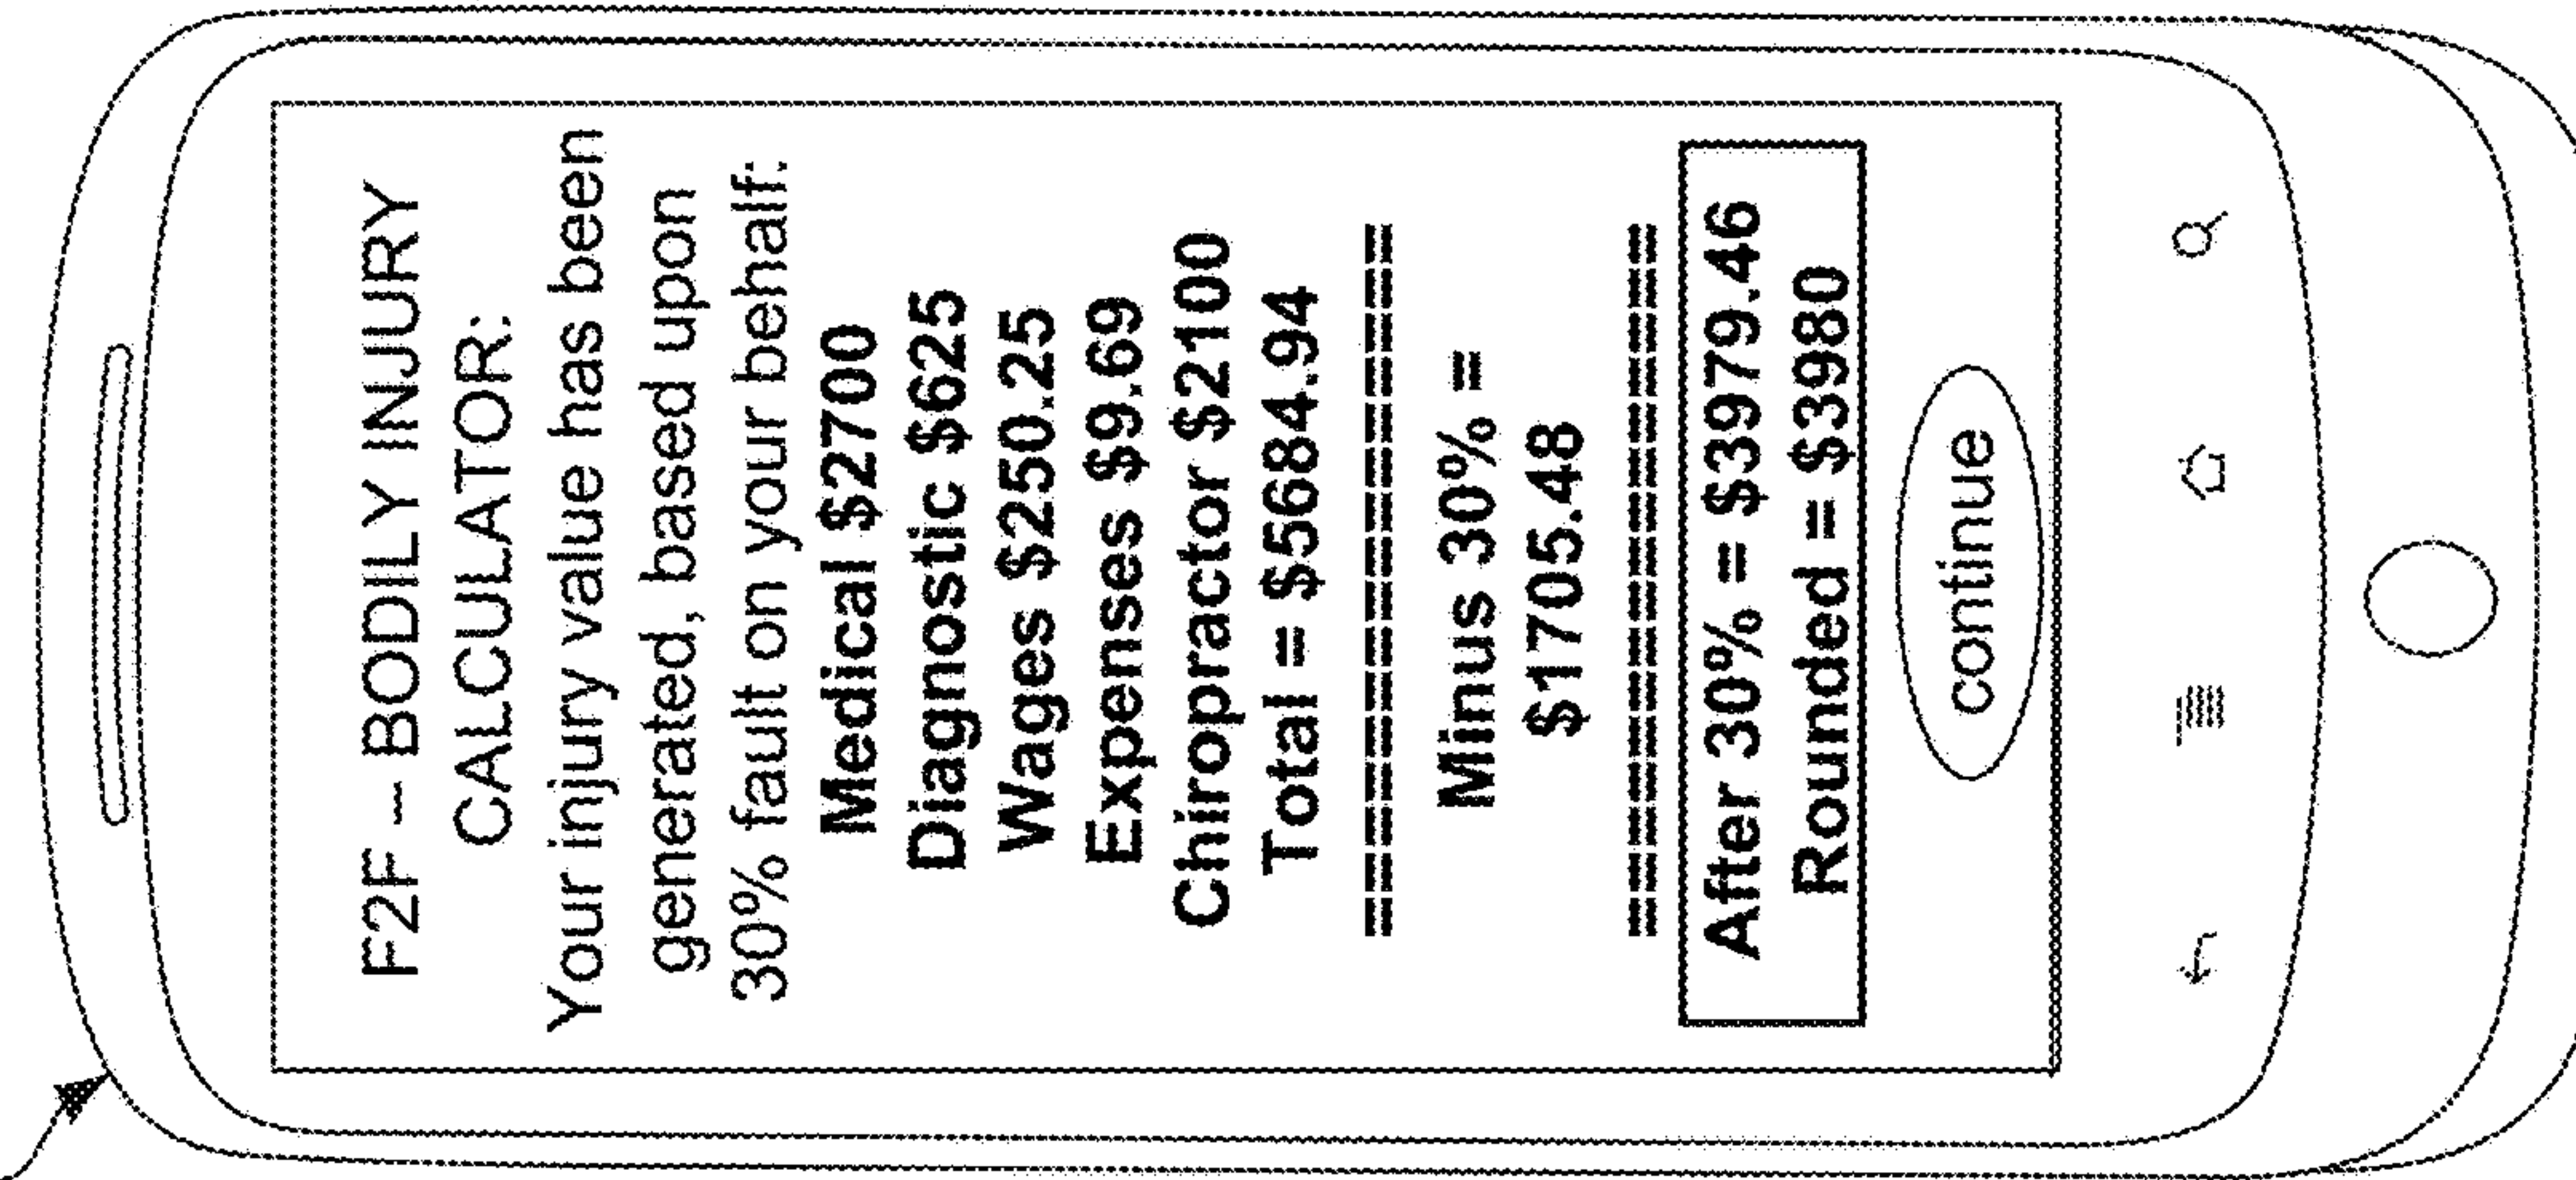 F2F – BODILY INJURY
CALCULATOR:
Your injury value has been
generated, based upon
30% fault on your behalf:
Medical $2700
Diagnostic $625
Wages $250.25
Expenses $9.69
Chiropractor $2100
Total = $5684.94
==========================
Minus 30% =
$1705.48
==========================
After 30% = $3979.46
Rounded = $3980
continue